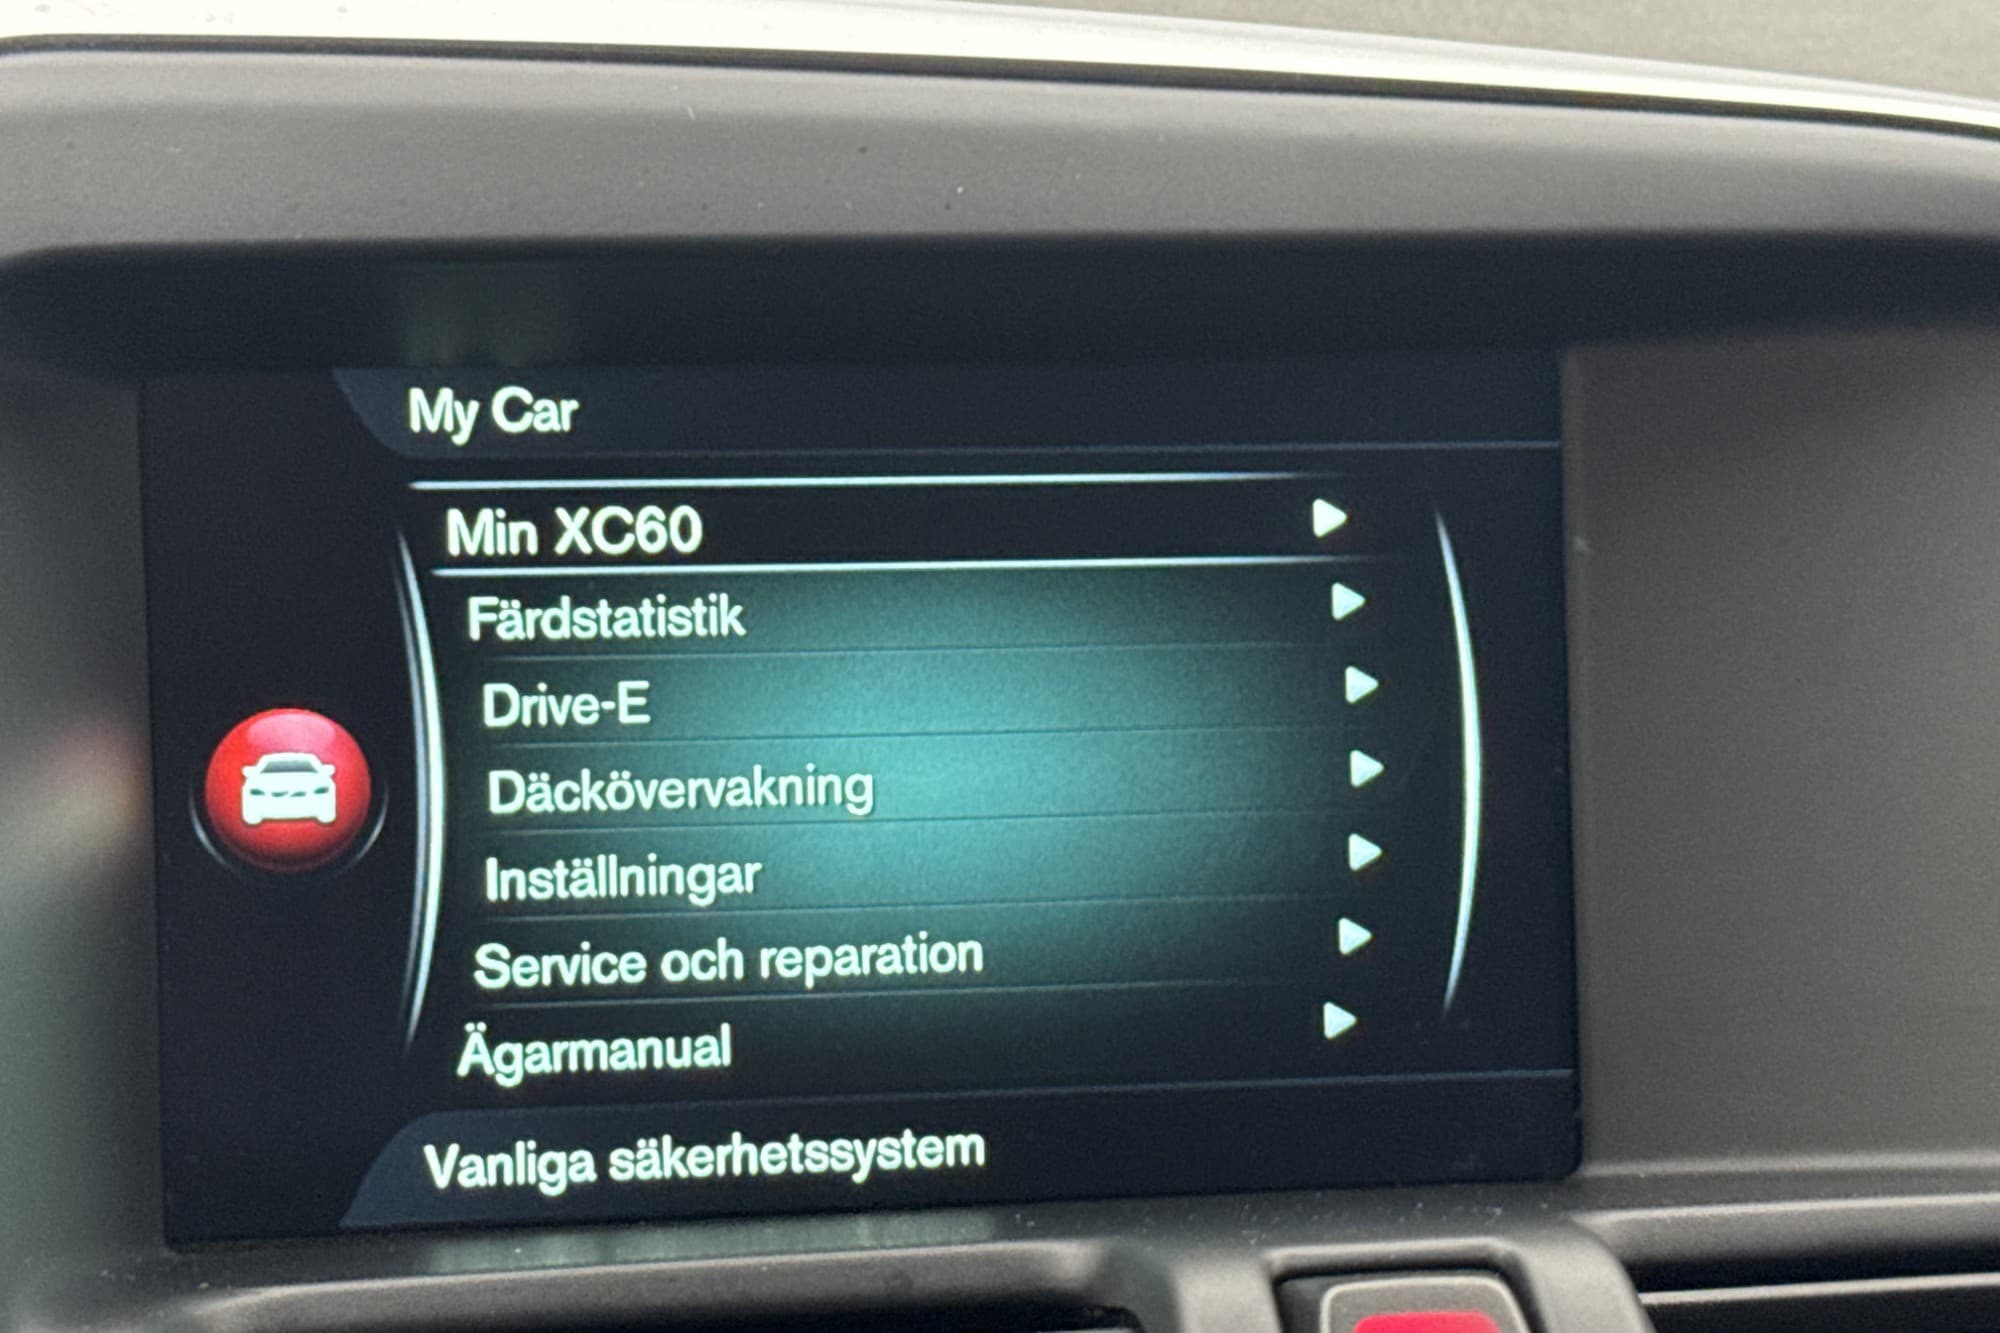 My Car
Min XC60
Färdstatistik
Drive-E
Däckövervakning
Inställningar
Service och reparation
Ägarmanual
Vanliga säkerhetssystem